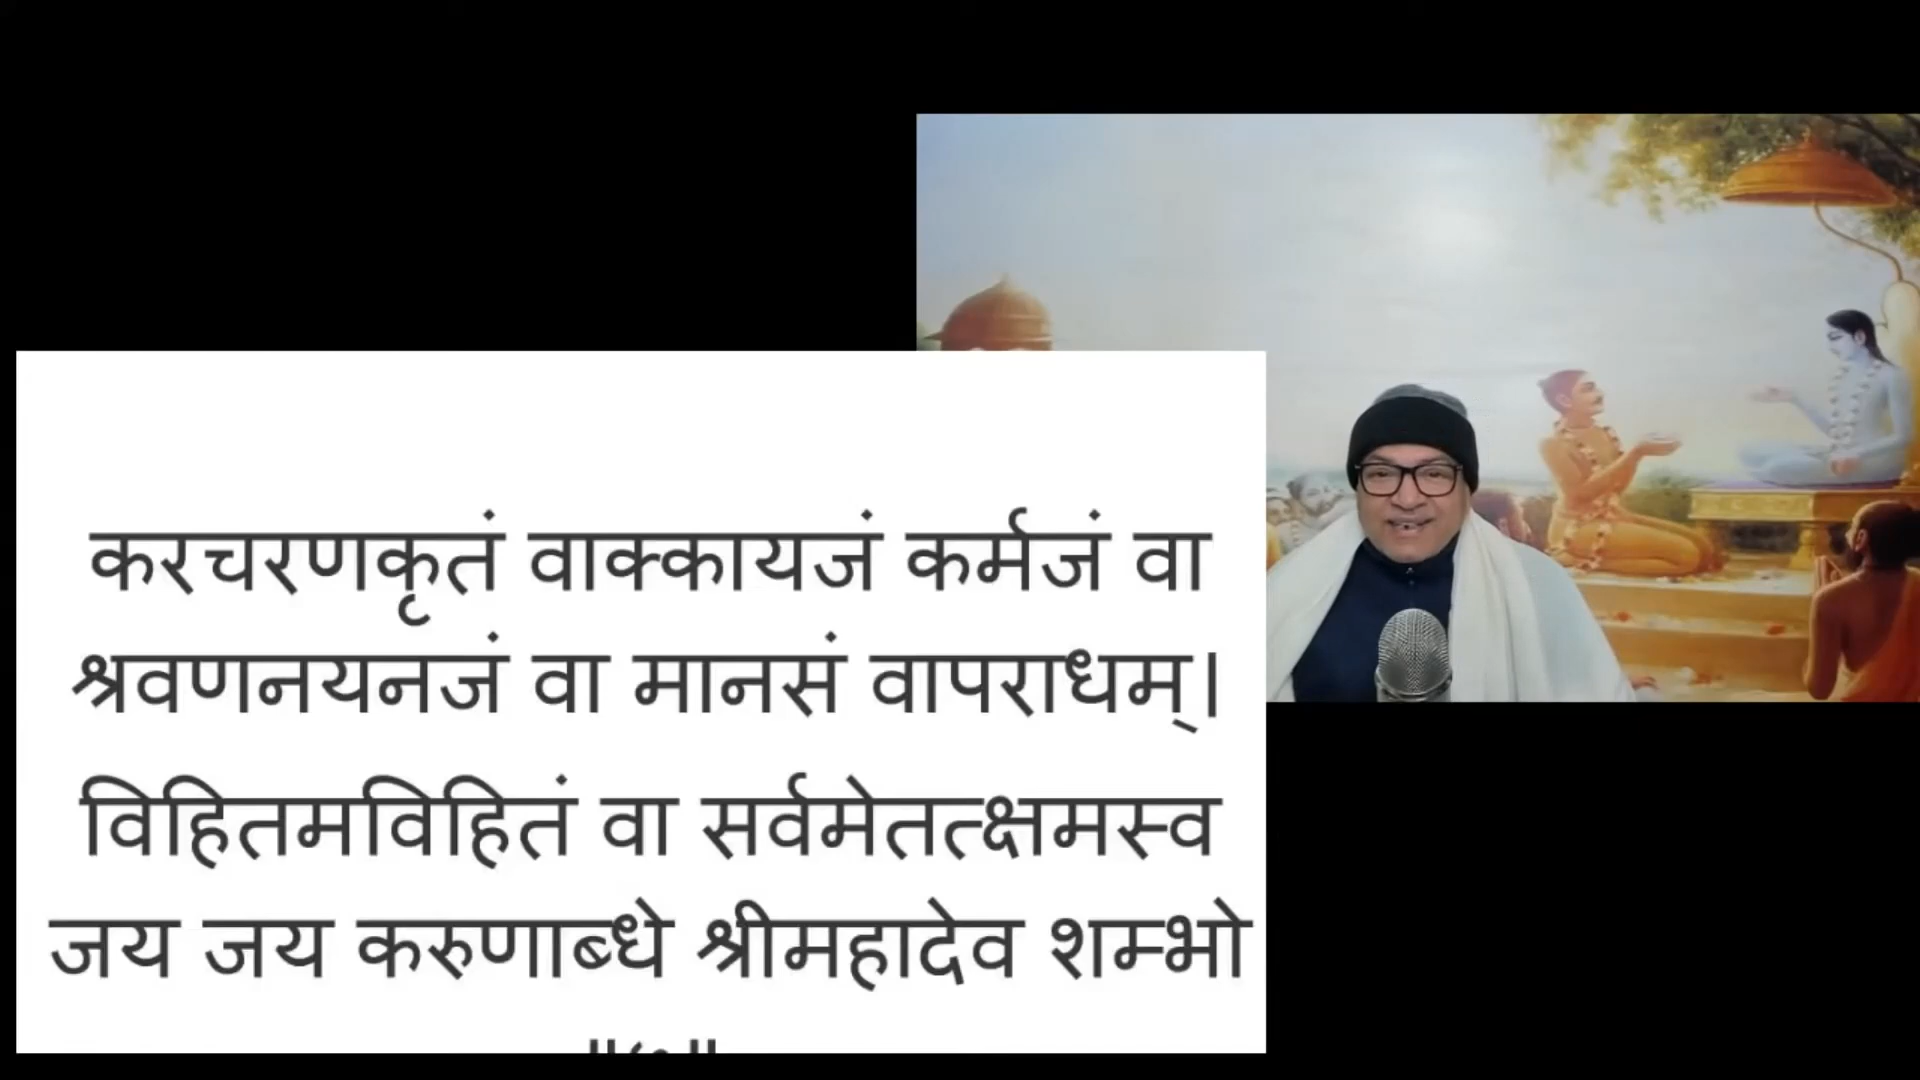 करचरणकृतं वाक्कायजं कर्मजं वा
श्रवणनयनजं वा मानसं वापराधम्।
विहितमविहितं वा सर्वमेतत्क्षमस्व
जय जय करुणाब्धे श्रीमहादेव शम्भो